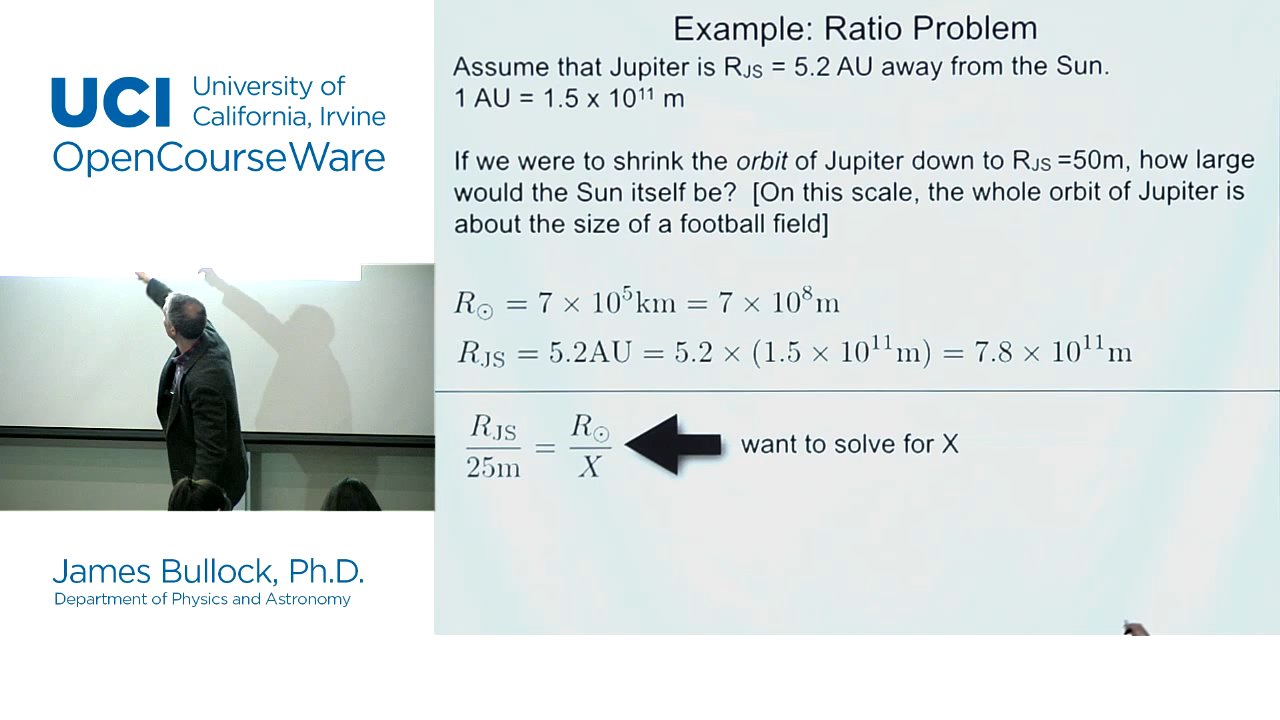 UCI University of
California, Irvine
OpenCourseWare
James Bullock, Ph.D.
Department of Physics and Astronomy
Example: Ratio Problem
Assume that Jupiter is R_JS = 5.2 AU away from the Sun.
1 AU = 1.5 x 10¹¹ m
If we were to shrink the orbit of Jupiter down to R_JS =50m, how large
would the Sun itself be? [On this scale, the whole orbit of Jupiter is
about the size of a football field]
R_⊙ = 7 × 10⁵km = 7 × 10⁸m
R_JS = 5.2AU = 5.2 × (1.5 × 10¹¹m) = 7.8 × 10¹¹m
R_JS/25m = R_⊙/X want to solve for X